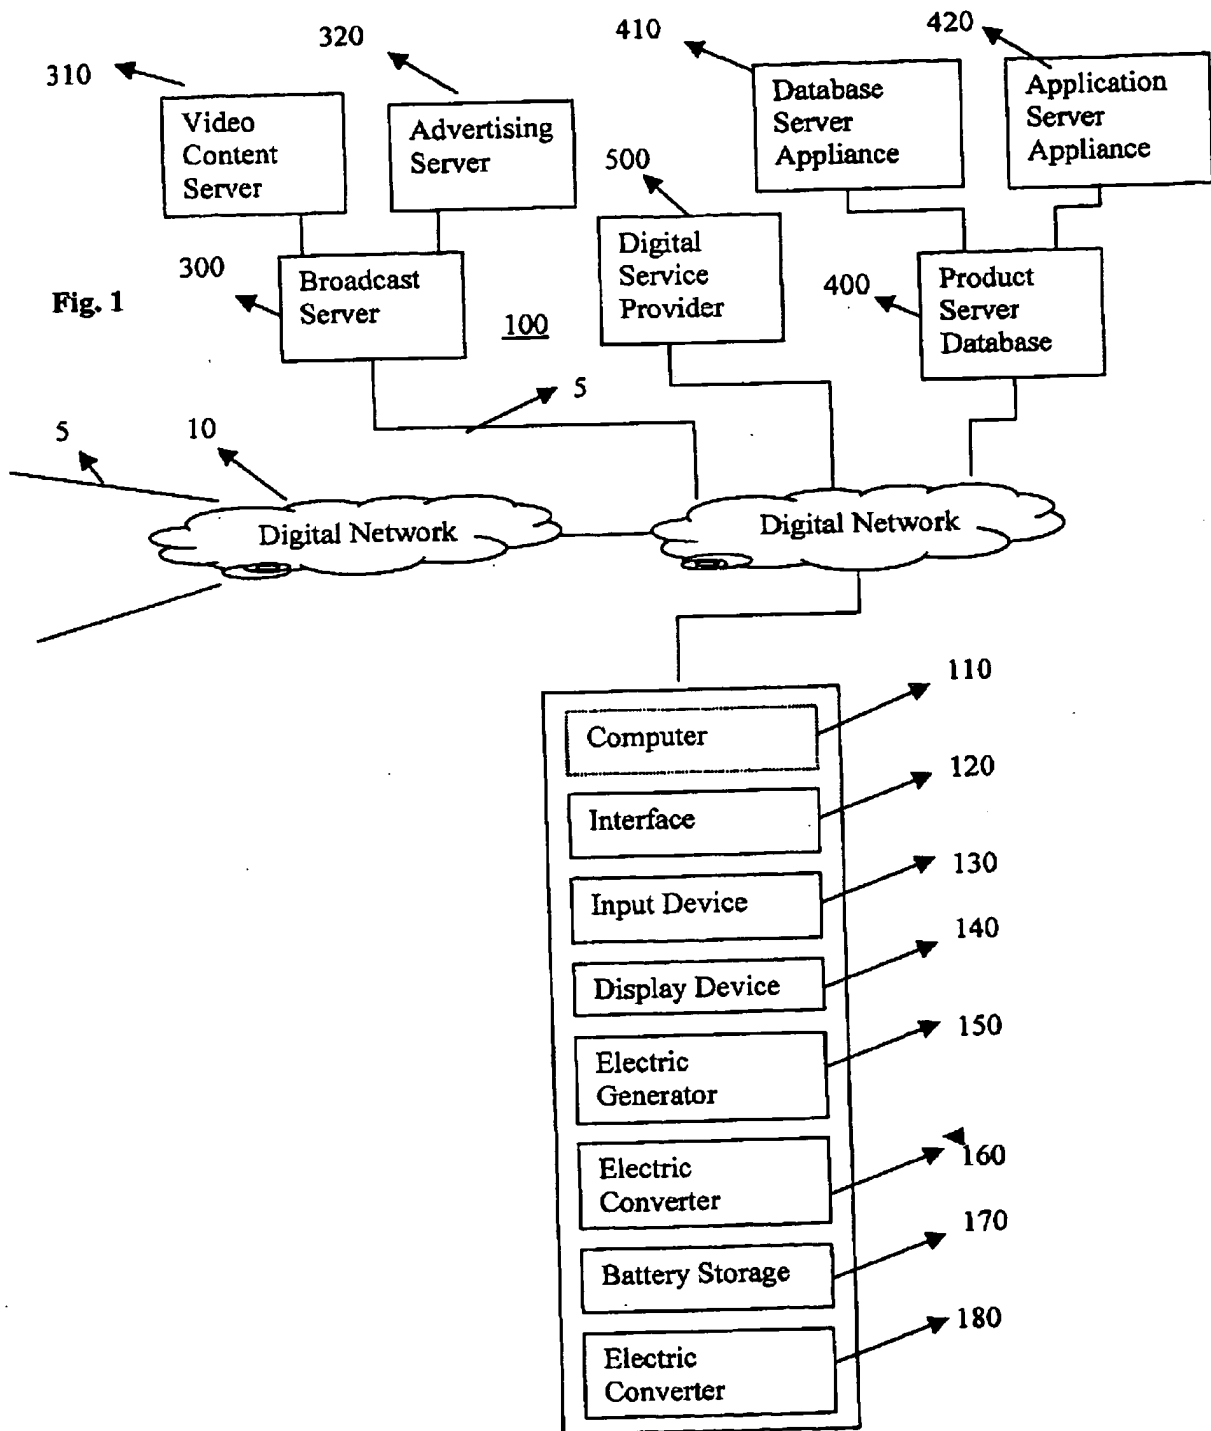 320
410
420
310
Video
Content
Server
Advertising
Server
500
Database
Server
Appliance
Application
Server
Appliance
300
Broadcast
Server
Digital
Service
Provider
400
Product
Server
Database
Fig. 1
100
5
5
10
Digital Network
Digital Network
110
Computer
120
Interface
130
Input Device
140
Display Device
150
Electric
Generator
160
Electric
Converter
170
Battery Storage
180
Electric
Converter